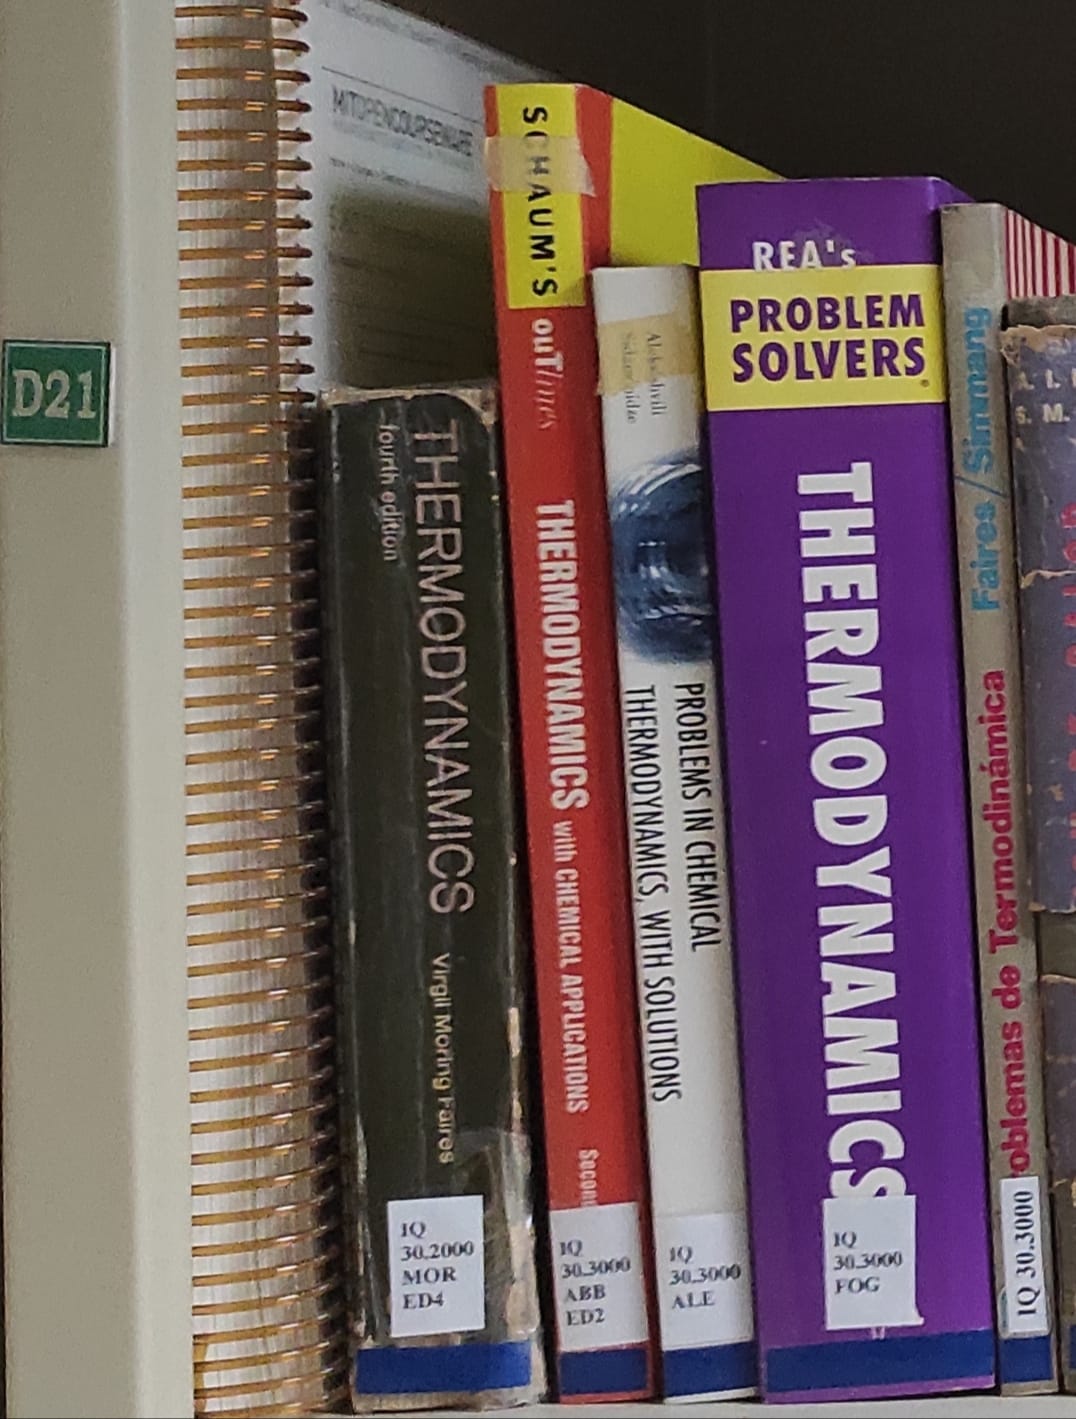 D21
MITOPENCOURSEWARE
THERMODYNAMICS Virgil Moring Faires
fourth edition
IQ
30.2000
MOR
ED4
SCHAUM'S ouTlines THERMODYNAMICS with CHEMICAL APPLICATIONS Second
IQ
30.3000
ABB
ED2
PROBLEMS IN CHEMICAL
THERMODYNAMICS, WITH SOLUTIONS
IQ
30.3000
ALE
REA's
PROBLEM
SOLVERS
THERMODYNAMICS
IQ
30.3000
FOG
Faires/Simmang
oblemas de Termodinámica
IQ 30.3000
S. M.